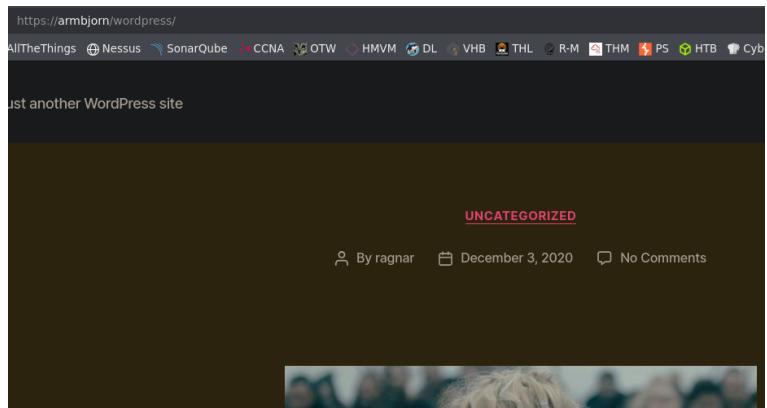 https://armbjorn/wordpress/
AllTheThings Nessus SonarQube CCNA OTW HMVM DL VHB THL R-M THM PS HTB Cyb
ust another WordPress site
UNCATEGORIZED
By ragnar December 3, 2020 No Comments